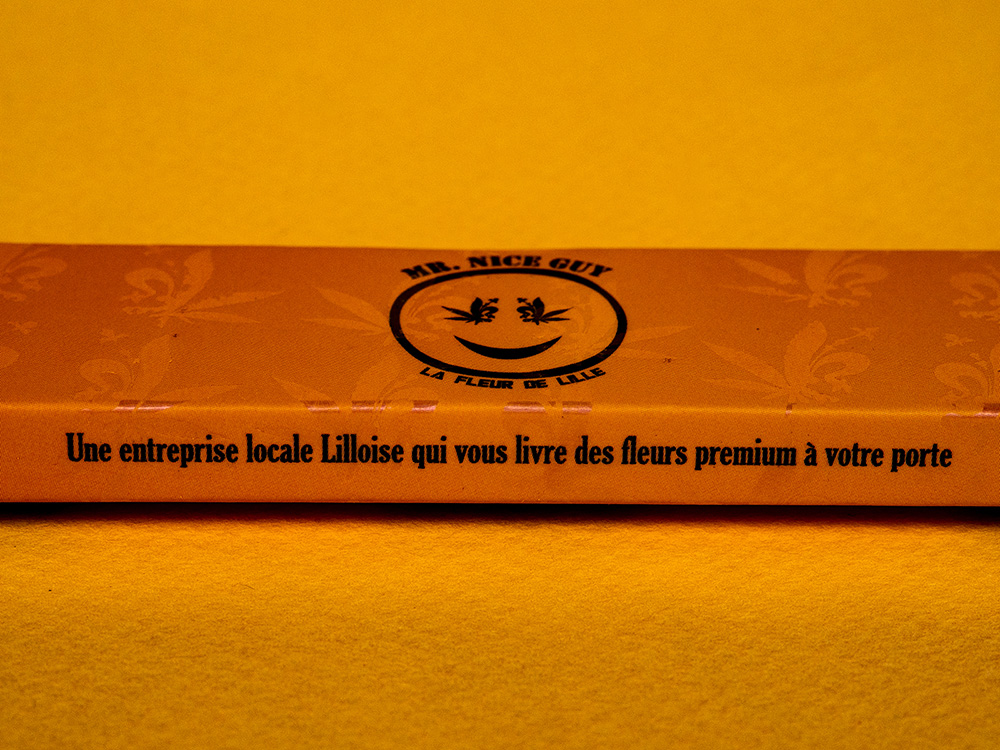 MR. NICE GUY
LA FLEUR DE LILLE
Une entreprise locale Lilloise qui vous livre des fleurs premium à votre porte